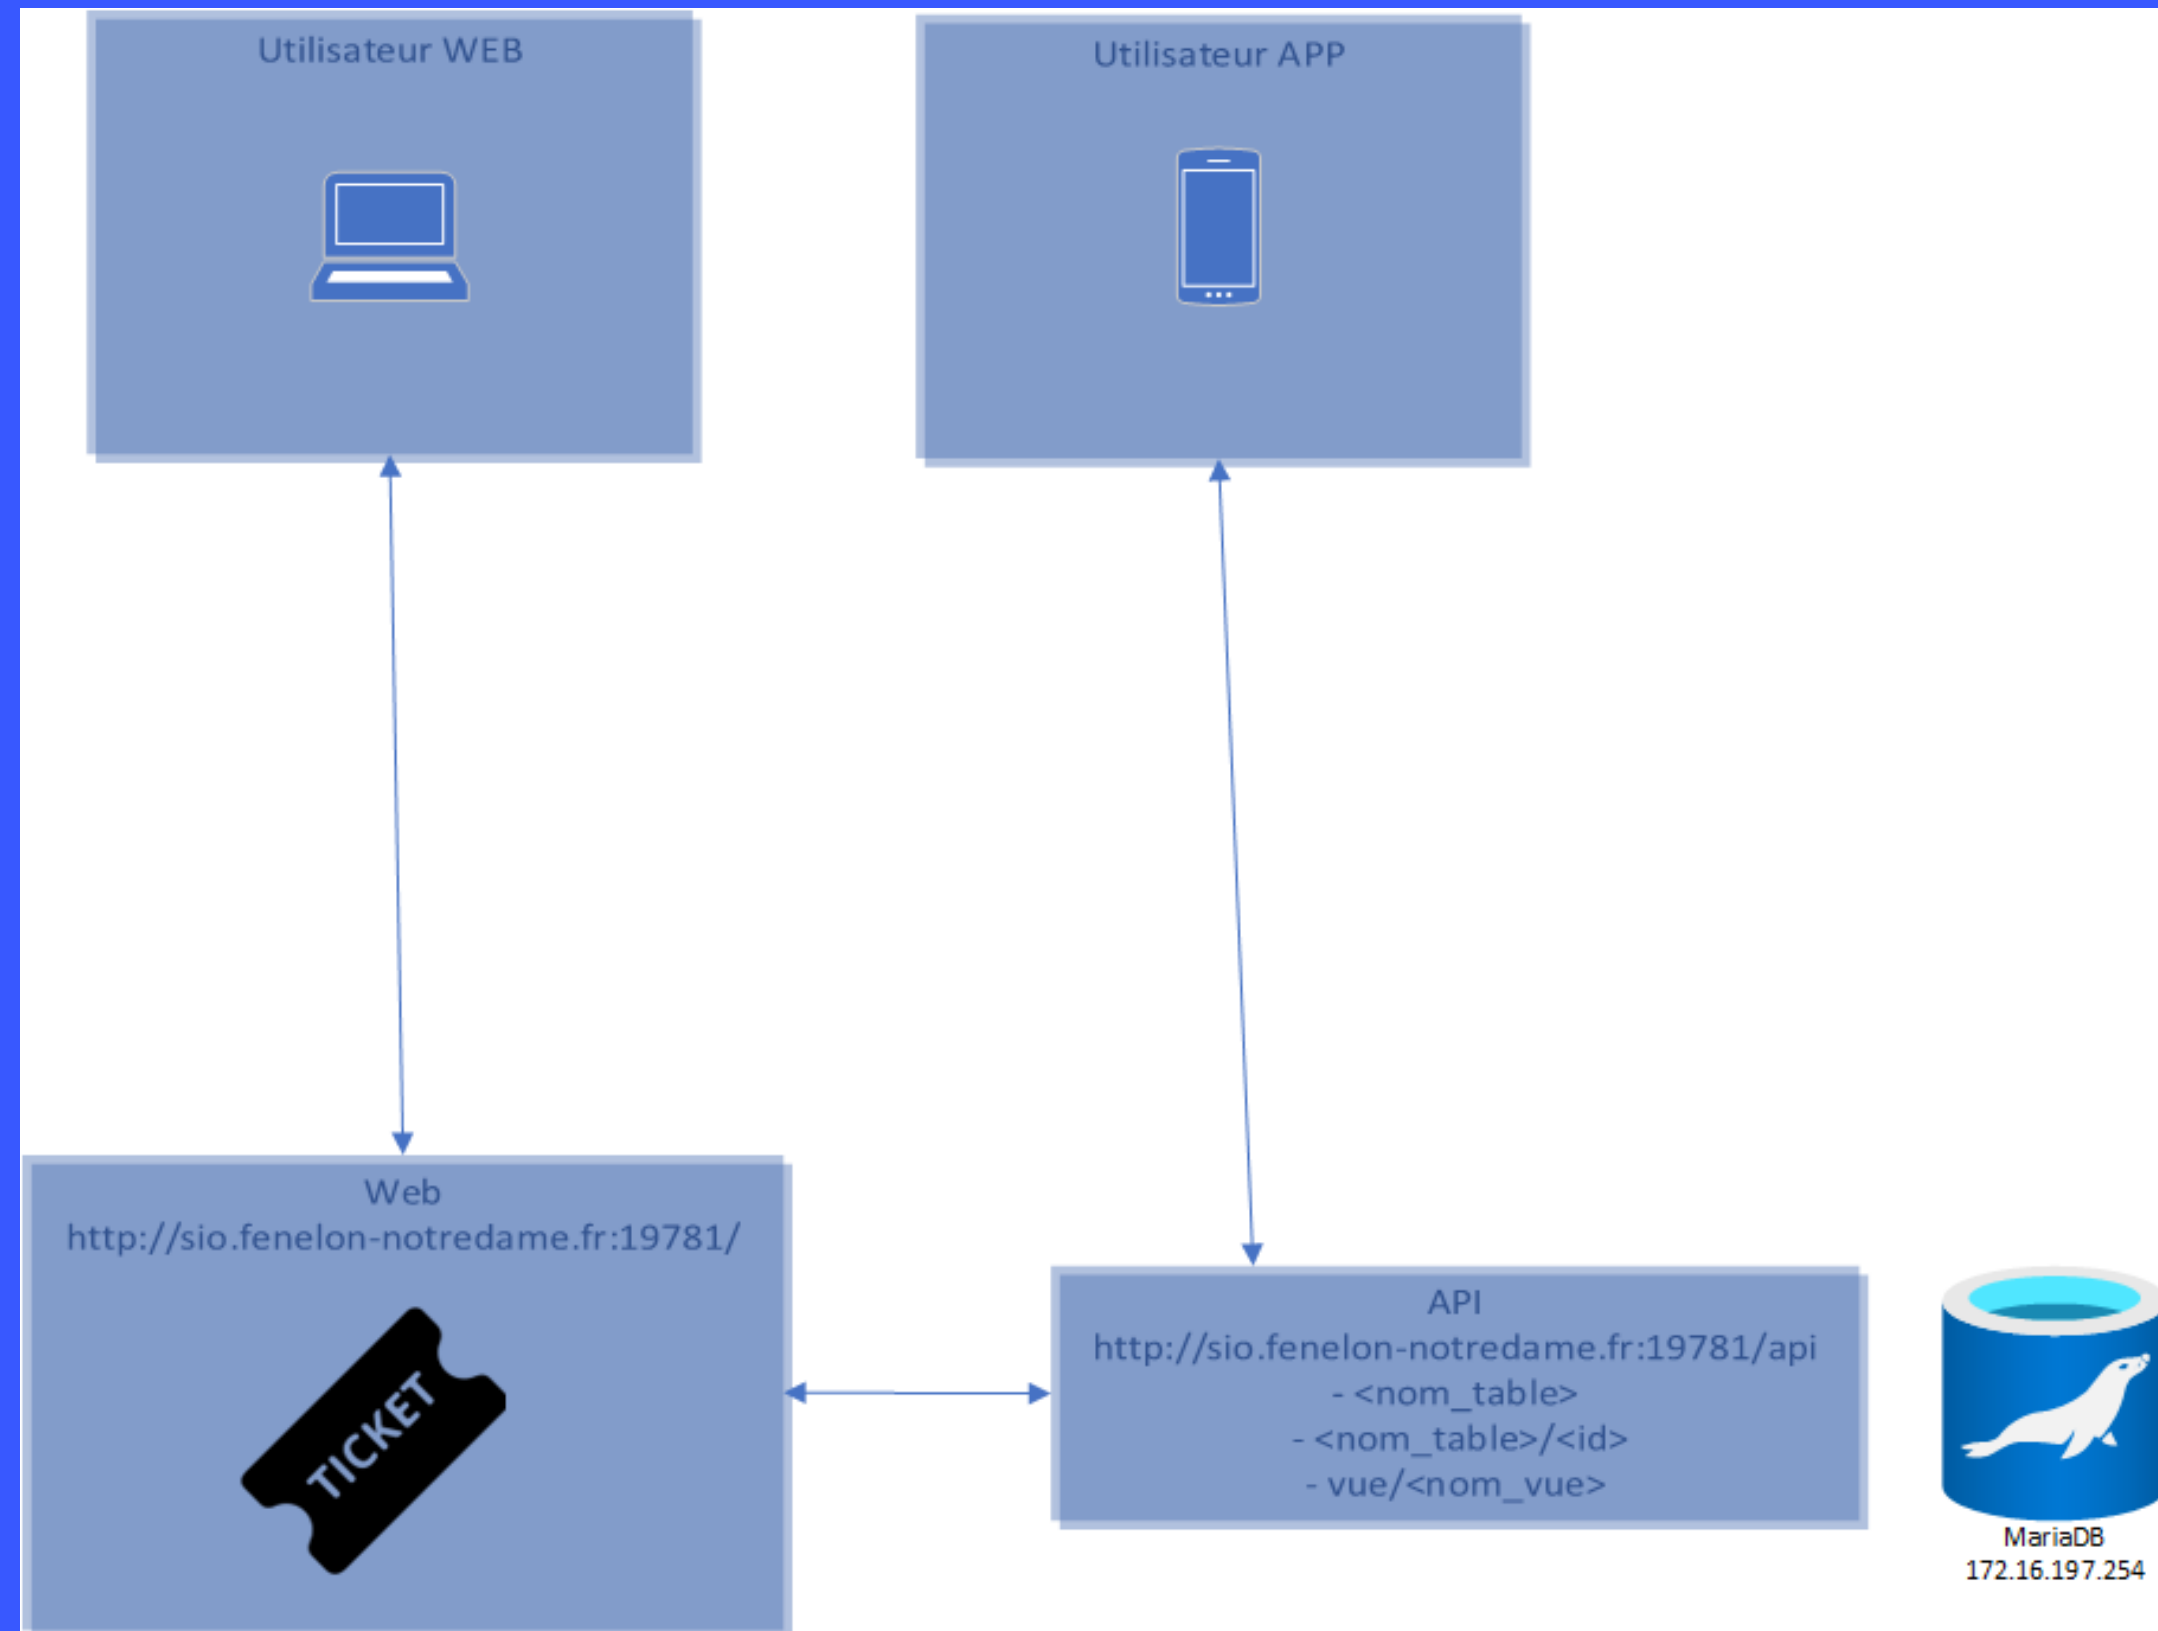 Utilisateur WEB
Utilisateur APP
Web
http://sio.fenelon-notredame.fr:19781/
TICKET
API
http://sio.fenelon-notredame.fr:19781/api
- <nom_table>
- <nom_table>/<id>
- vue/<nom_vue>
MariaDB
172.16.197.254